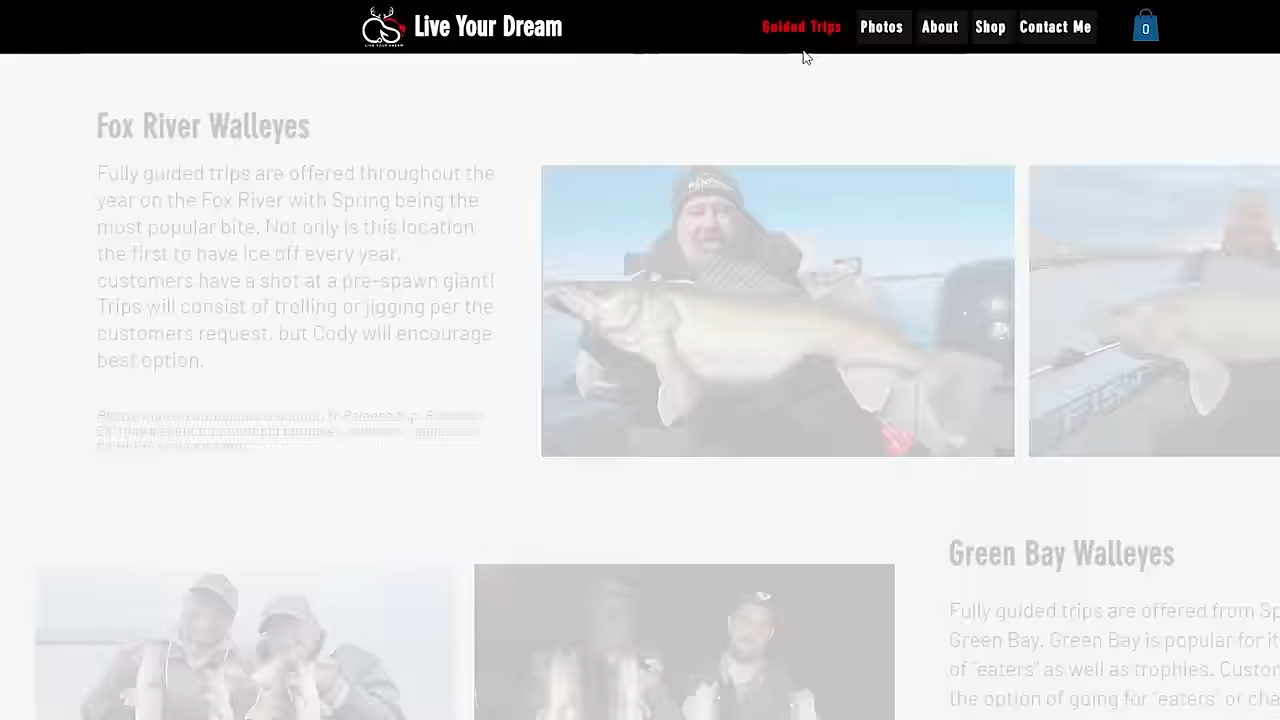 Live Your Dream
Guided Trips
Photos
About
Shop
Contact Me
0
LIVE YOUR DREAM
Fox River Walleyes
Fully guided trips are offered throughout the
year on the Fox River with Spring being the
most popular bite. Not only is this location
the first to have ice off every year,
customers have a shot at a pre-spawn giant!
Trips will consist of trolling or jigging per the
customers request, but Cody will encourage
best option.
Green Bay Walleyes
Fully guided trips are offered from Sp
Green Bay. Green Bay is popular for it
of "eaters" as well as trophies. Custom
the option of going for "eaters" or cha